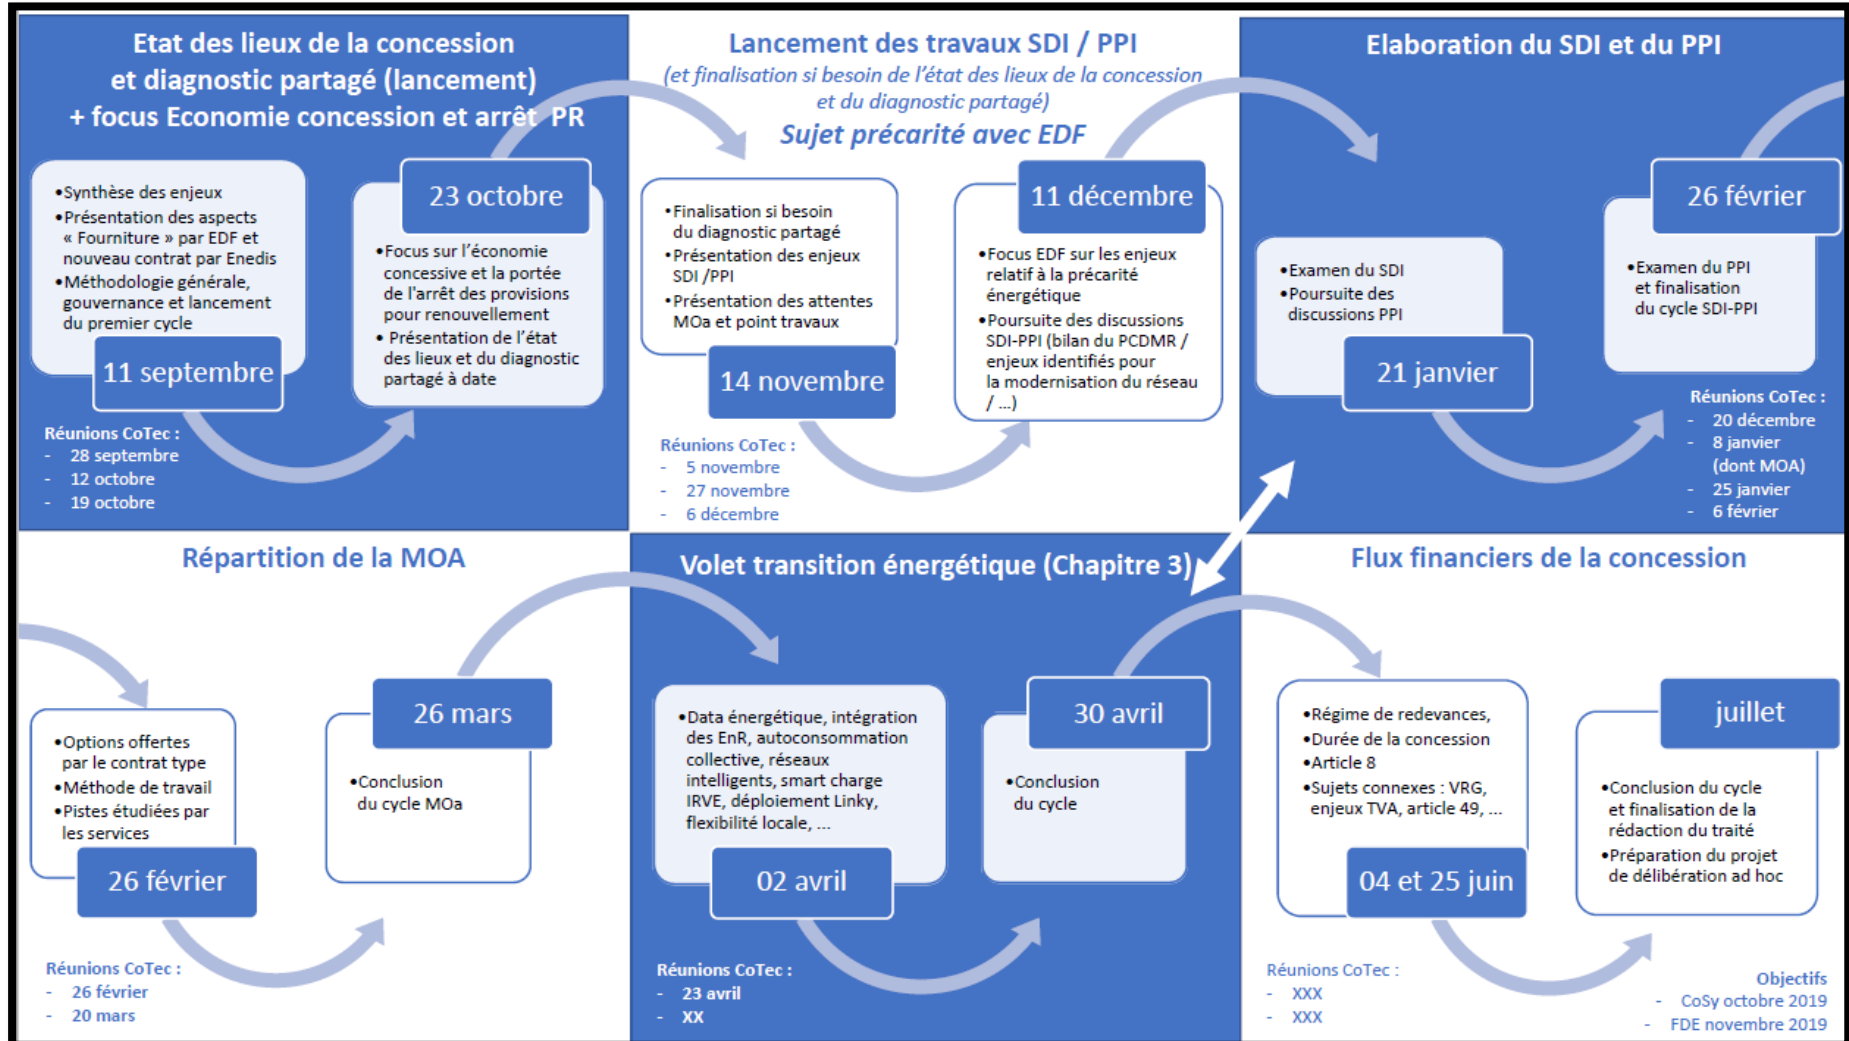 Etat des lieux de la concession
et diagnostic partagé (lancement)
+ focus Economie concession et arrêt PR
•Synthèse des enjeux
•Présentation des aspects
« Fourniture » par EDF et
nouveau contrat par Enedis
•Méthodologie générale,
gouvernance et lancement
du premier cycle
11 septembre
23 octobre
•Focus sur l'économie
concessive et la portée
de l'arrêt des provisions
pour renouvellement
• Présentation de l'état
des lieux et du diagnostic
partagé à date
Réunions CoTec :
- 28 septembre
- 12 octobre
- 19 octobre
Lancement des travaux SDI / PPI
(et finalisation si besoin de l'état des lieux de la concession
et du diagnostic partagé)
Sujet précarité avec EDF
•Finalisation si besoin
du diagnostic partagé
•Présentation des enjeux
SDI /PPI
•Présentation des attentes
MOa et point travaux
14 novembre
11 décembre
•Focus EDF sur les enjeux
relatif à la précarité
énergétique
•Poursuite des discussions
SDI-PPI (bilan du PCDMR /
enjeux identifiés pour
la modernisation du réseau
/ ...)
Réunions CoTec :
- 5 novembre
- 27 novembre
- 6 décembre
Elaboration du SDI et du PPI
•Examen du SDI
•Poursuite des
discussions PPI
21 janvier
26 février
•Examen du PPI
et finalisation
du cycle SDI-PPI
Réunions CoTec :
- 20 décembre
- 8 janvier
(dont MOA)
- 25 janvier
- 6 février
Répartition de la MOA
•Options offertes
par le contrat type
•Méthode de travail
•Pistes étudiées par
les services
26 février
26 mars
•Conclusion
du cycle MOa
Réunions CoTec :
- 26 février
- 20 mars
Volet transition énergétique (Chapitre 3)
•Data énergétique, intégration
des EnR, autoconsommation
collective, réseaux
intelligents, smart charge
IRVE, déploiement Linky,
flexibilité locale, ...
02 avril
30 avril
•Conclusion
du cycle
Réunions CoTec :
- 23 avril
- XX
Flux financiers de la concession
•Régime de redevances,
•Durée de la concession
•Article 8
•Sujets connexes : VRG,
enjeux TVA, article 49, ...
04 et 25 juin
juillet
•Conclusion du cycle
et finalisation de la
rédaction du traité
•Préparation du projet
de délibération ad hoc
Réunions CoTec :
- XXX
- XXX
Objectifs
- CoSy octobre 2019
- FDE novembre 2019